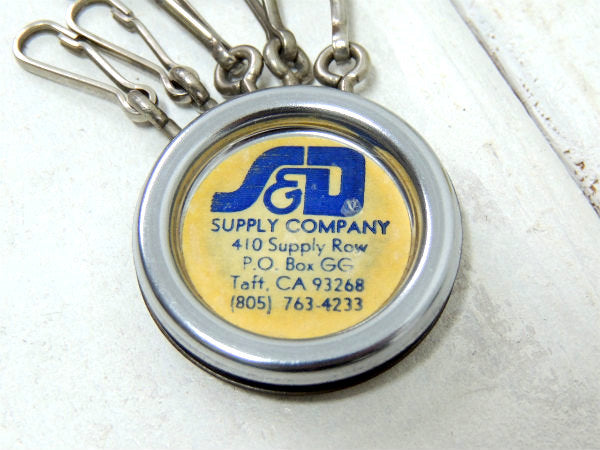 S&D
SUPPLY COMPANY
410 Supply Row
P.O. Box GG
Taft, CA 93268
(805) 763-4233